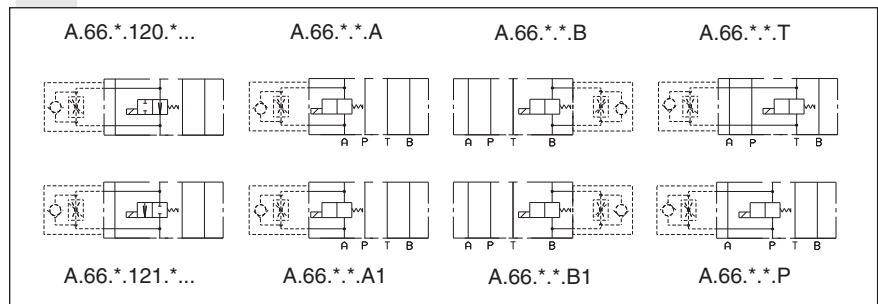 A.66.*.120.*...
A.66.*.*.A
A.66.*.*.B
A.66.*.*.T
A P T B
A P T B
A P T B
A P T B
A P T B
A P T B
A.66.*.121.*...
A.66.*.*.A1
A.66.*.*.B1
A.66.*.*.P